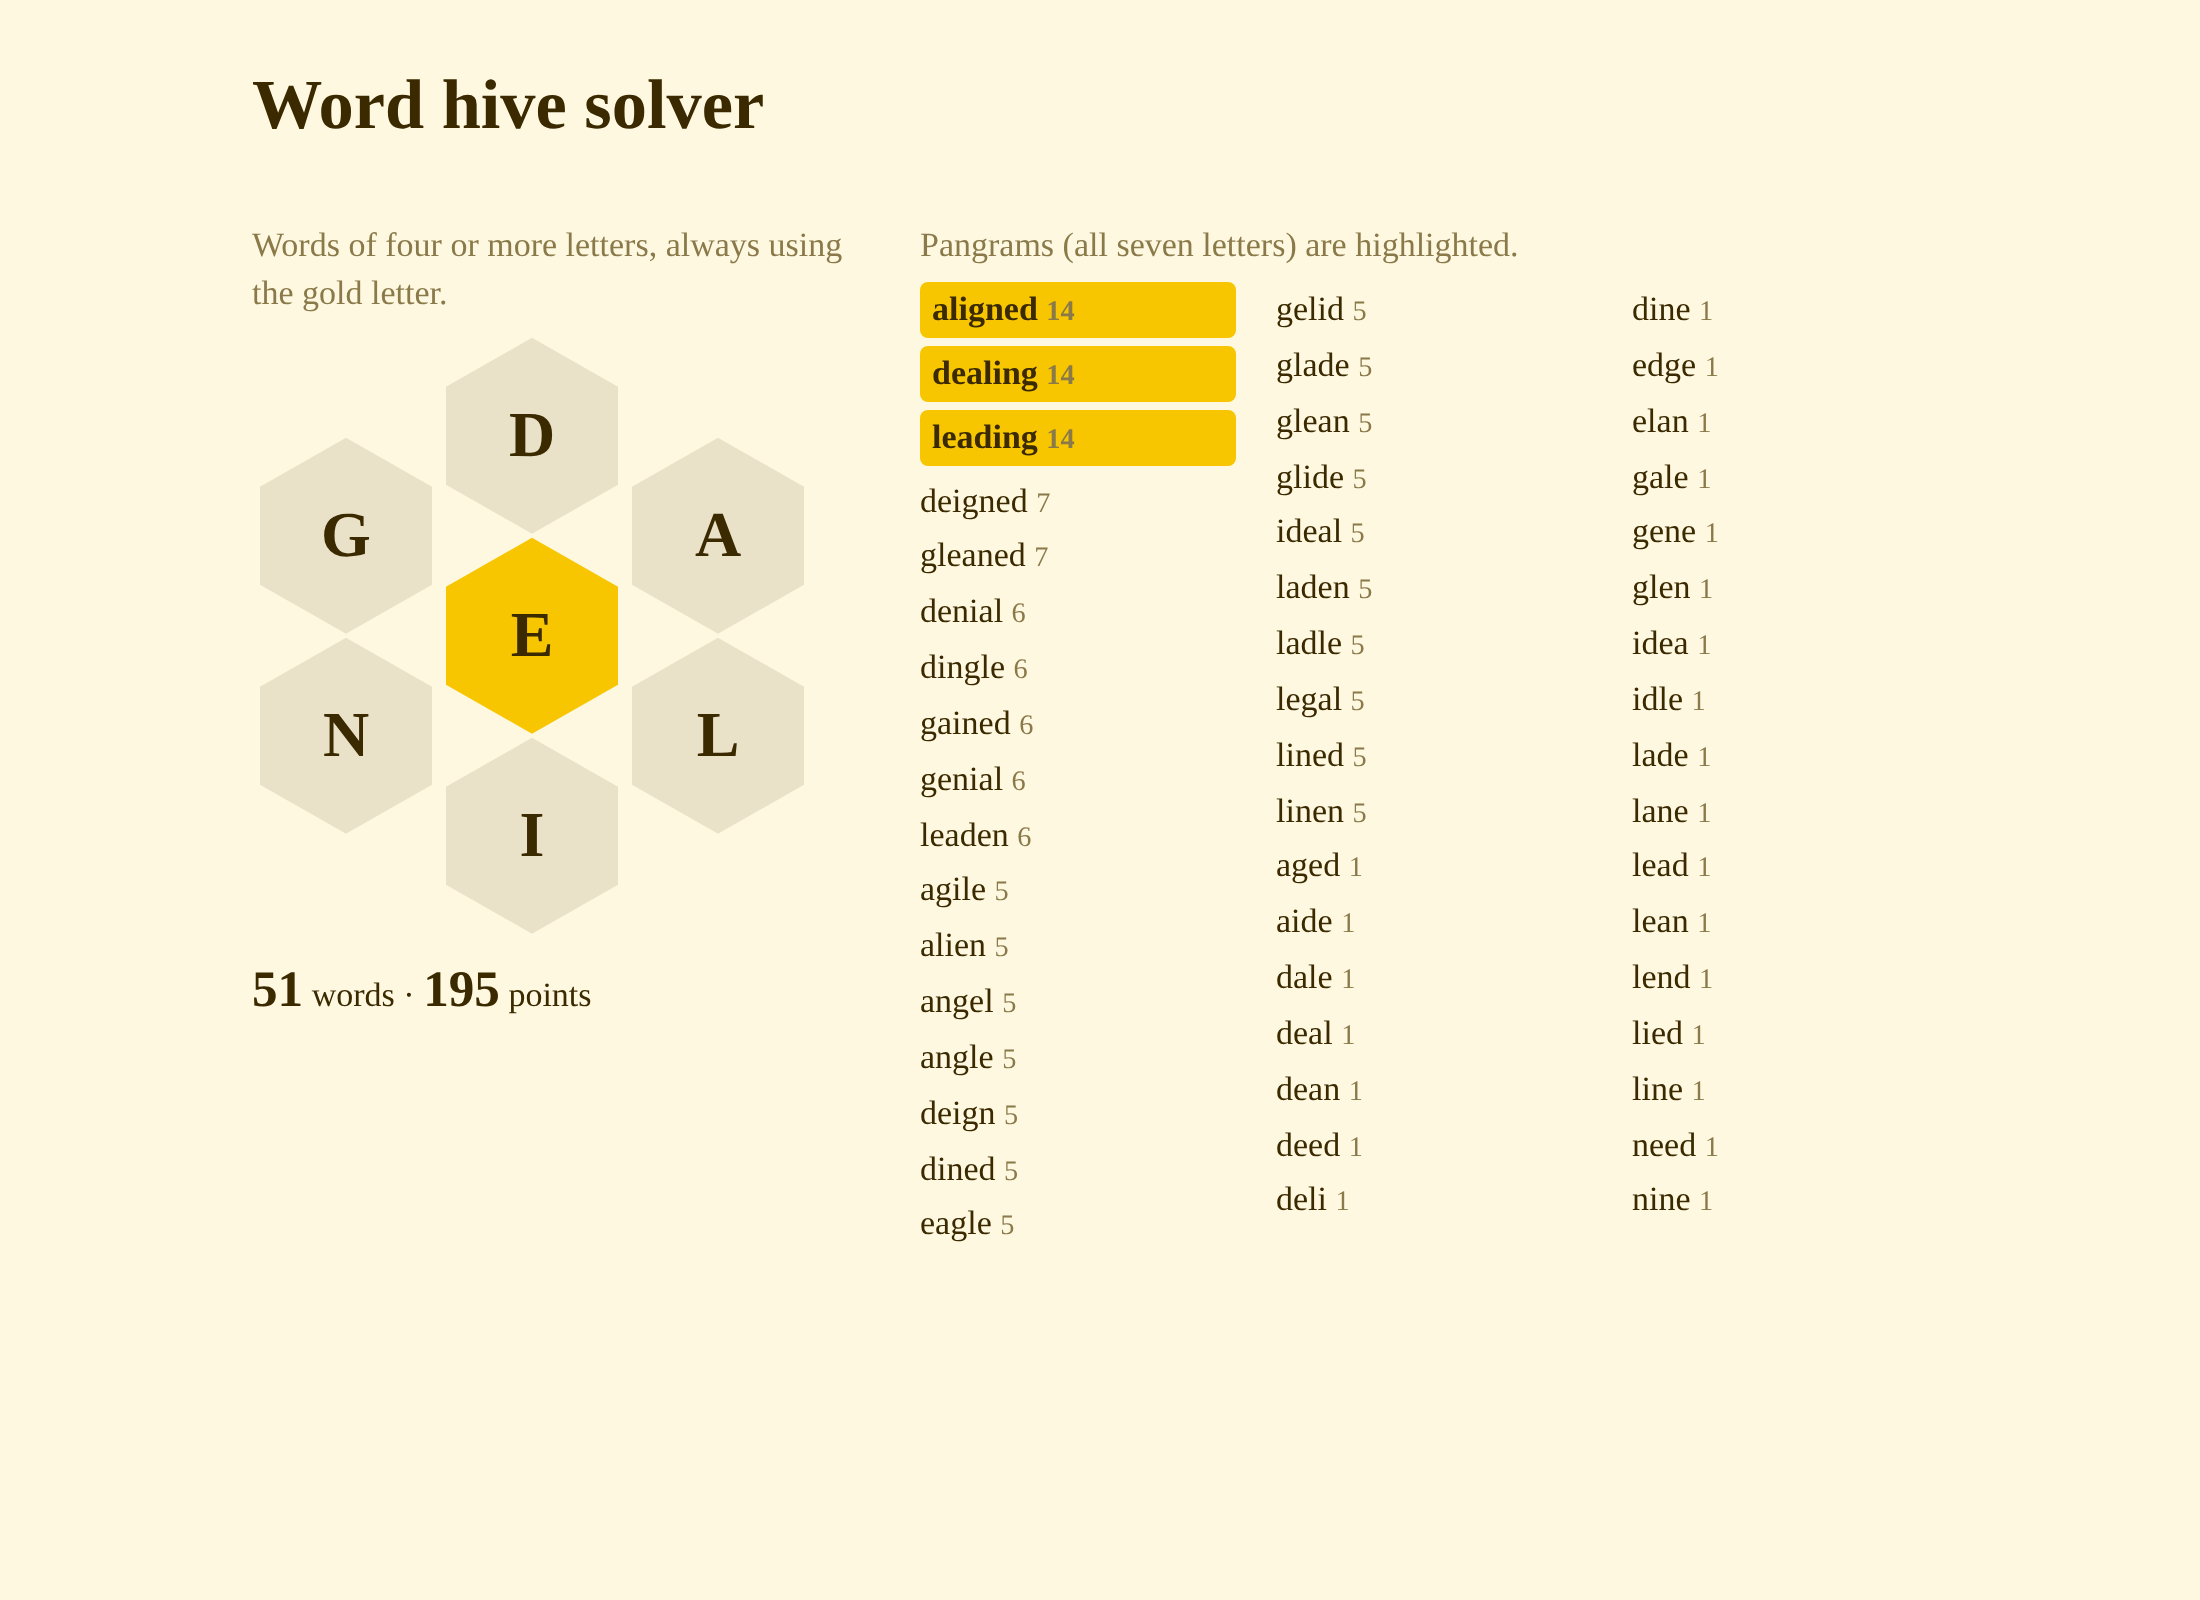 Word hive solver
Words of four or more letters, always using
the gold letter.
D
G
A
E
N
L
I
51 words · 195 points
Pangrams (all seven letters) are highlighted.
aligned 14
dealing 14
leading 14
deigned 7
gleaned 7
denial 6
dingle 6
gained 6
genial 6
leaden 6
agile 5
alien 5
angel 5
angle 5
deign 5
dined 5
eagle 5
gelid 5
glade 5
glean 5
glide 5
ideal 5
laden 5
ladle 5
legal 5
lined 5
linen 5
aged 1
aide 1
dale 1
deal 1
dean 1
deed 1
deli 1
dine 1
edge 1
elan 1
gale 1
gene 1
glen 1
idea 1
idle 1
lade 1
lane 1
lead 1
lean 1
lend 1
lied 1
line 1
need 1
nine 1